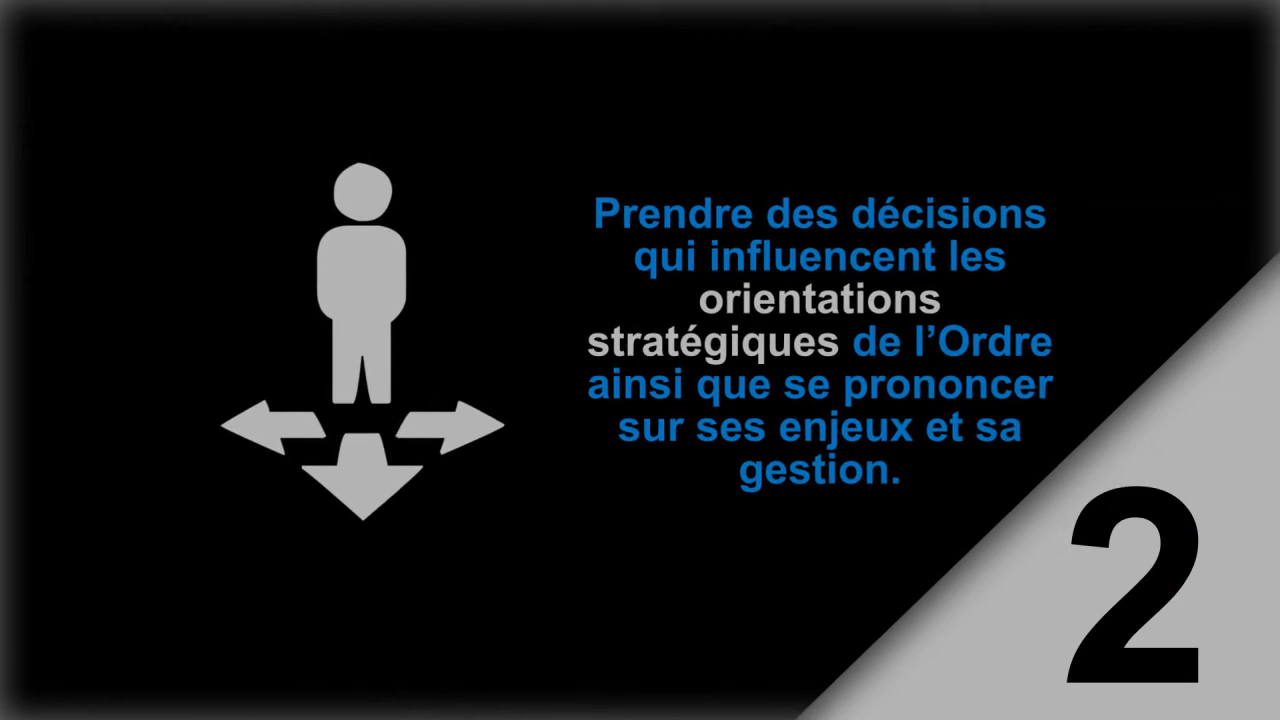 Prendre des décisions
qui influencent les
orientations
stratégiques de l’Ordre
ainsi que se prononcer
sur ses enjeux et sa
gestion.
2